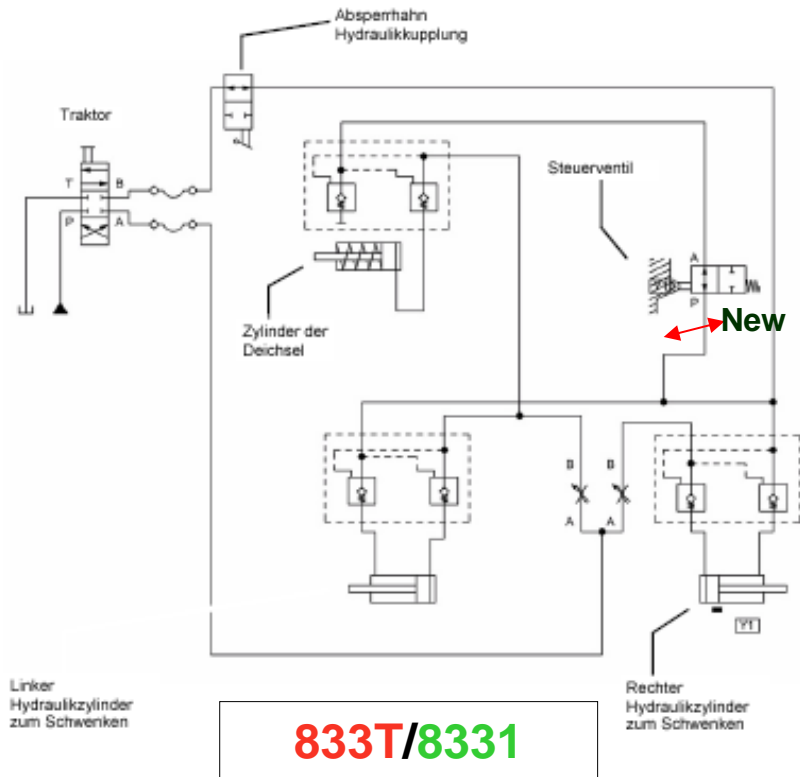 Absperrhahn
Hydraulikkupplung
Traktor
T
B
P
A
Steuerventil
A
P
New
Zylinder der
Deichsel
B
B
A
A
Y1
Linker
Hydraulikzylinder
zum Schwenken
Rechter
Hydraulikzylinder
zum Schwenken
833T/8331